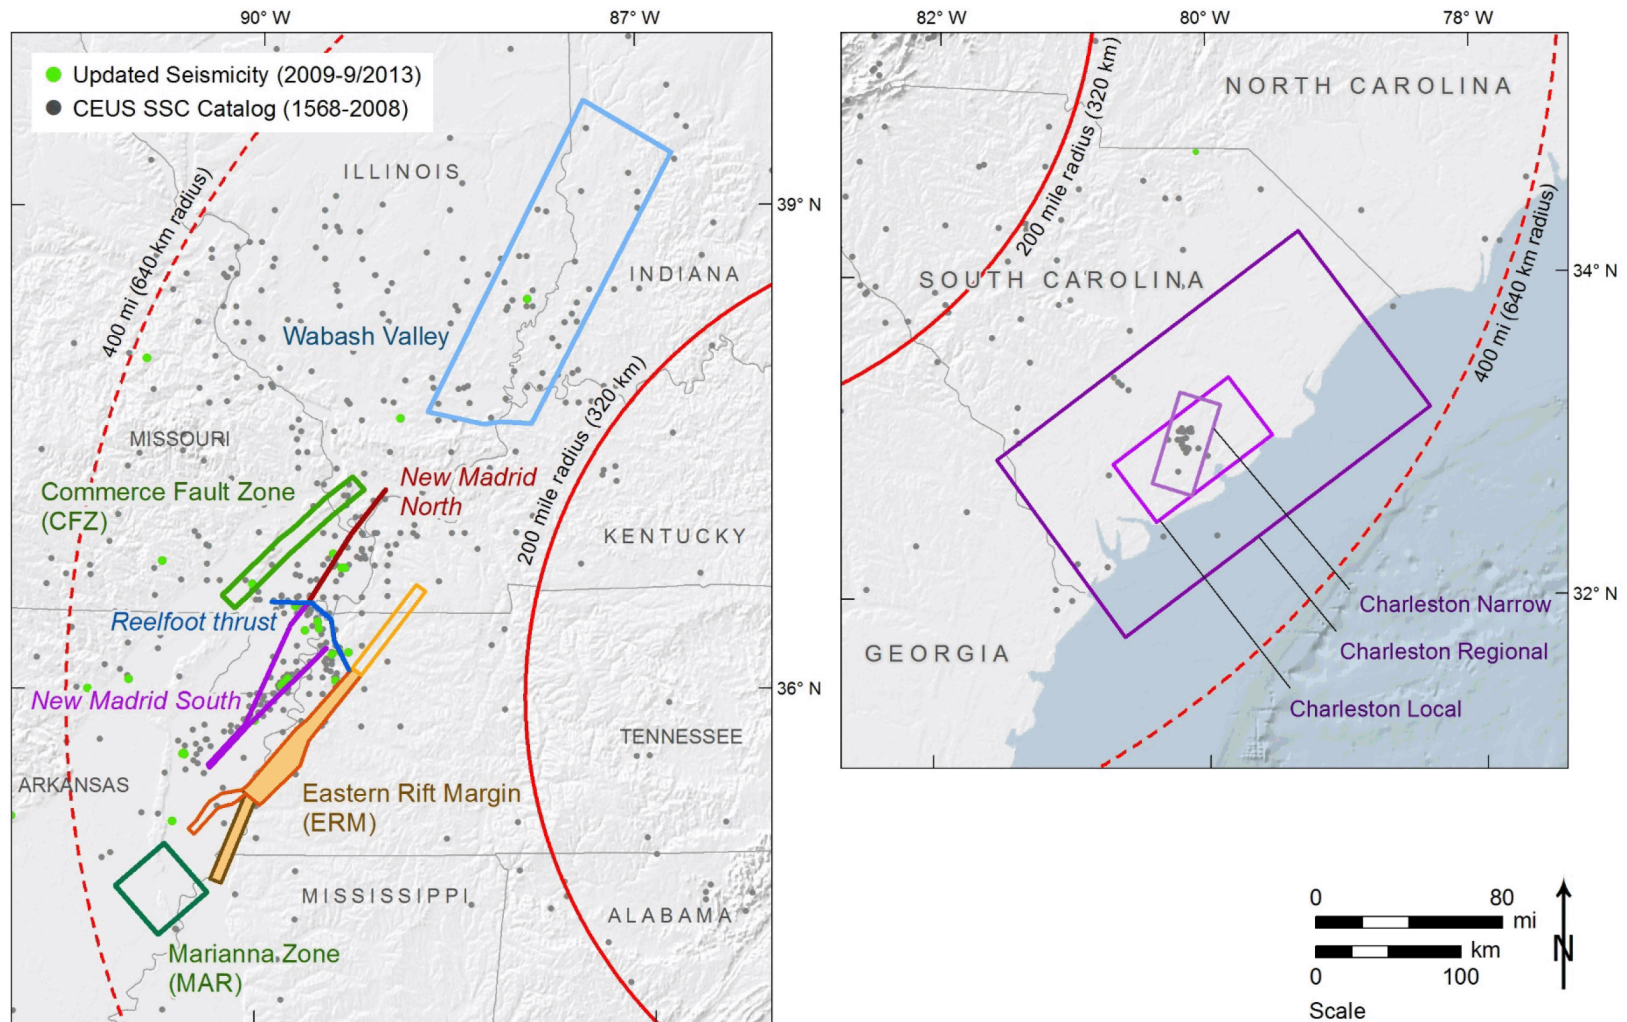 90° W
87° W
82° W
80° W
78° W
Updated Seismicity (2009-9/2013)
CEUS SSC Catalog (1568-2008)
ILLINOIS
400 mi (640 km radius)
39° N
INDIANA
Wabash Valley
MISSOURI
200 mile radius (320 km)
Commerce Fault Zone
(CFZ)
New Madrid
North
KENTUCKY
Reelfoot thrust
New Madrid South
36° N
TENNESSEE
ARKANSAS
Eastern Rift Margin
(ERM)
MISSISSIPPI
ALABAMA
Marianna Zone
(MAR)
NORTH CAROLINA
200 mile radius (320 km)
400 mi (640 km radius)
34° N
SOUTH CAROLINA
32° N
Charleston Narrow
GEORGIA
Charleston Regional
Charleston Local
0 80
mi
km
0 100
Scale
N